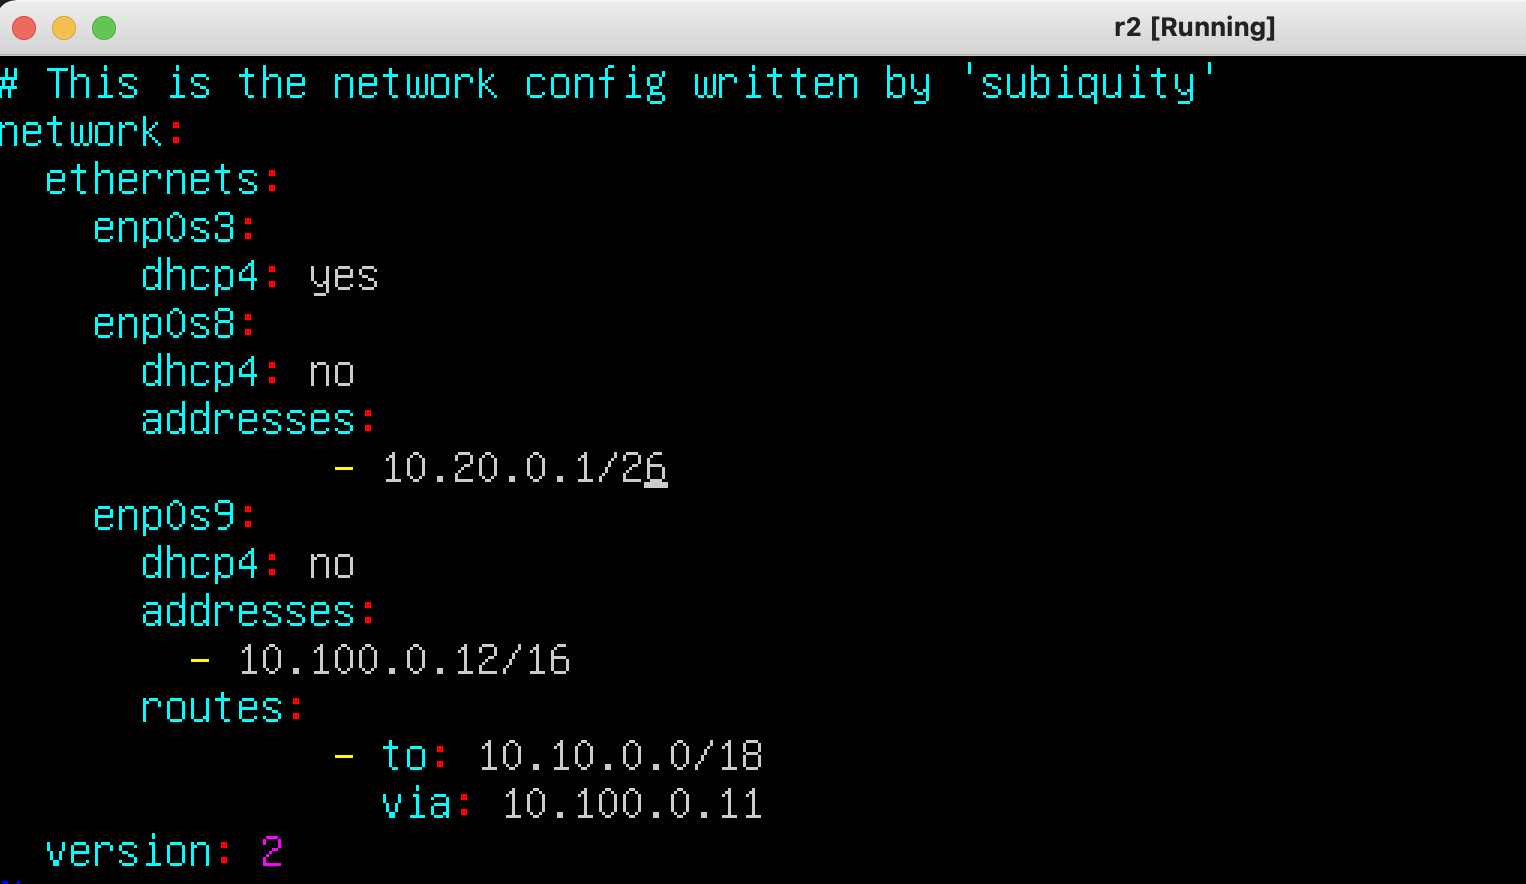 r2 [Running]
# This is the network config written by 'subiquity'
network:
  ethernets:
    enp0s3:
      dhcp4: yes
    enp0s8:
      dhcp4: no
      addresses:
              - 10.20.0.1/26
    enp0s9:
      dhcp4: no
      addresses:
        - 10.100.0.12/16
      routes:
              - to: 10.10.0.0/18
                via: 10.100.0.11
  version: 2